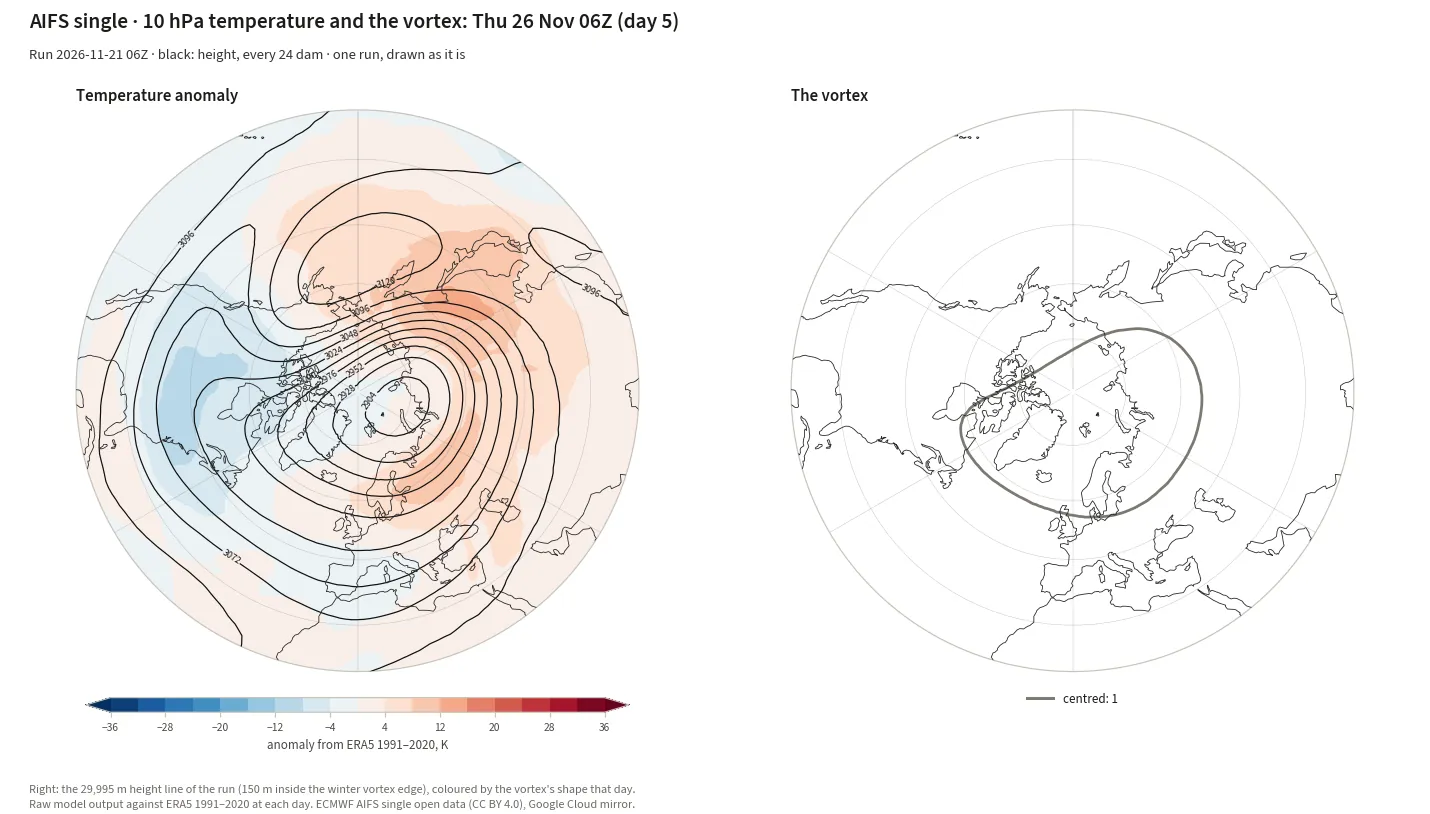 AIFS single · 10 hPa temperature and the vortex: Thu 26 Nov 06Z (day 5)
Run 2026-11-21 06Z · black: height, every 24 dam · one run, drawn as it is
Temperature anomaly
The vortex
3096
3120
3096
3096
3048
3024
2976
2952
2928
2904
3072
centred: 1
−36 −28 −20 −12 −4 4 12 20 28 36
anomaly from ERA5 1991–2020, K
Right: the 29,995 m height line of the run (150 m inside the winter vortex edge), coloured by the vortex's shape that day.
Raw model output against ERA5 1991–2020 at each day. ECMWF AIFS single open data (CC BY 4.0), Google Cloud mirror.